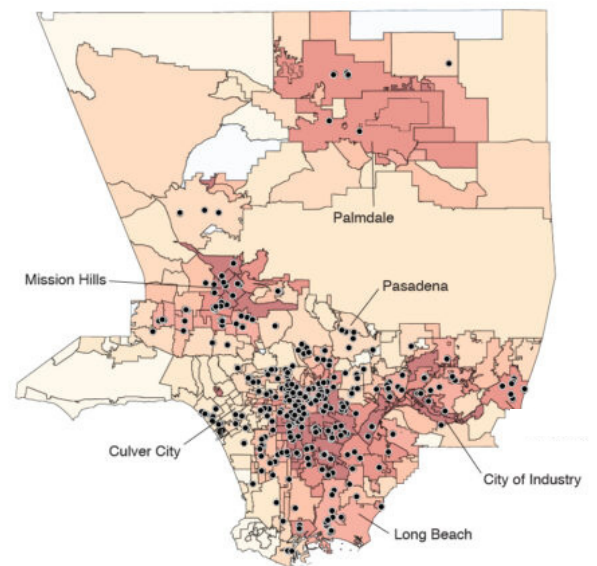 Palmdale
Mission Hills
Pasadena
Culver City
City of Industry
Long Beach